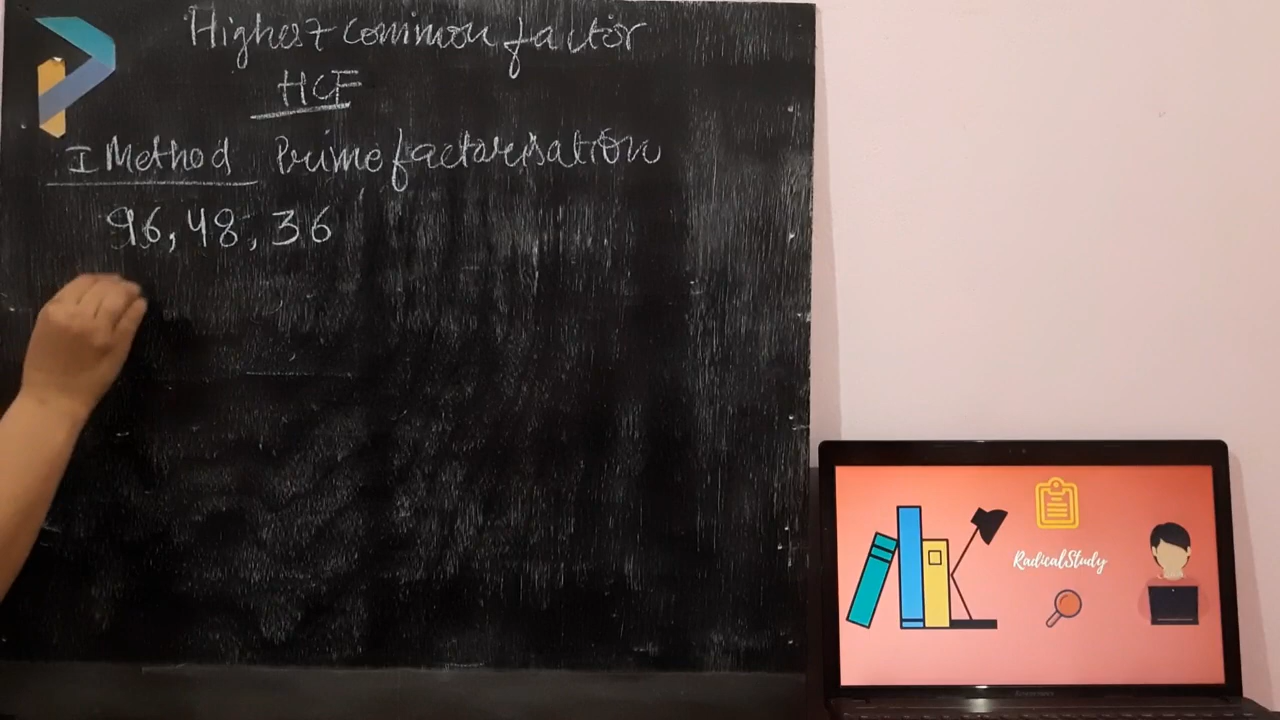 Highest common factor
HCF
I Method Prime factorisation
96, 48, 36
RadicalStudy